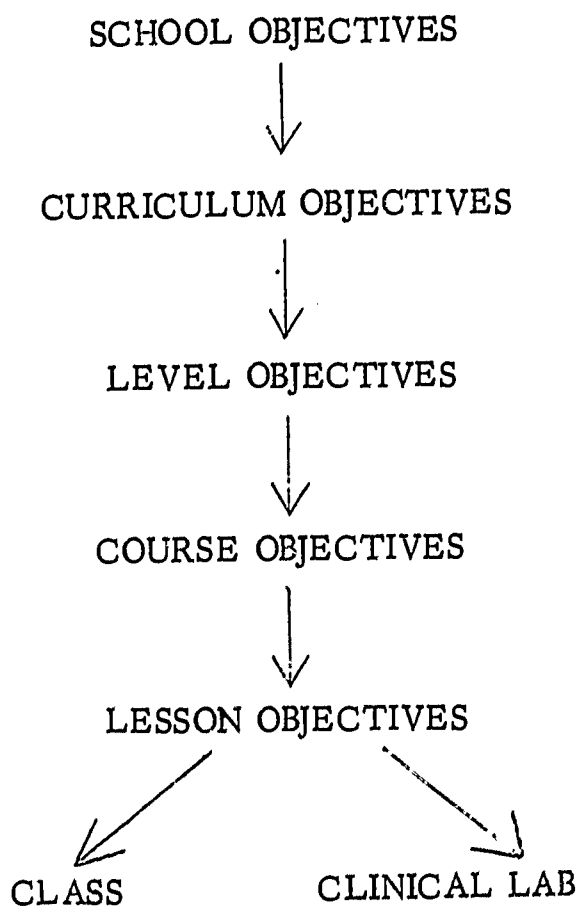 SCHOOL OBJECTIVES
CURRICULUM OBJECTIVES
LEVEL OBJECTIVES
COURSE OBJECTIVES
LESSON OBJECTIVES
CLASS CLINICAL LAB